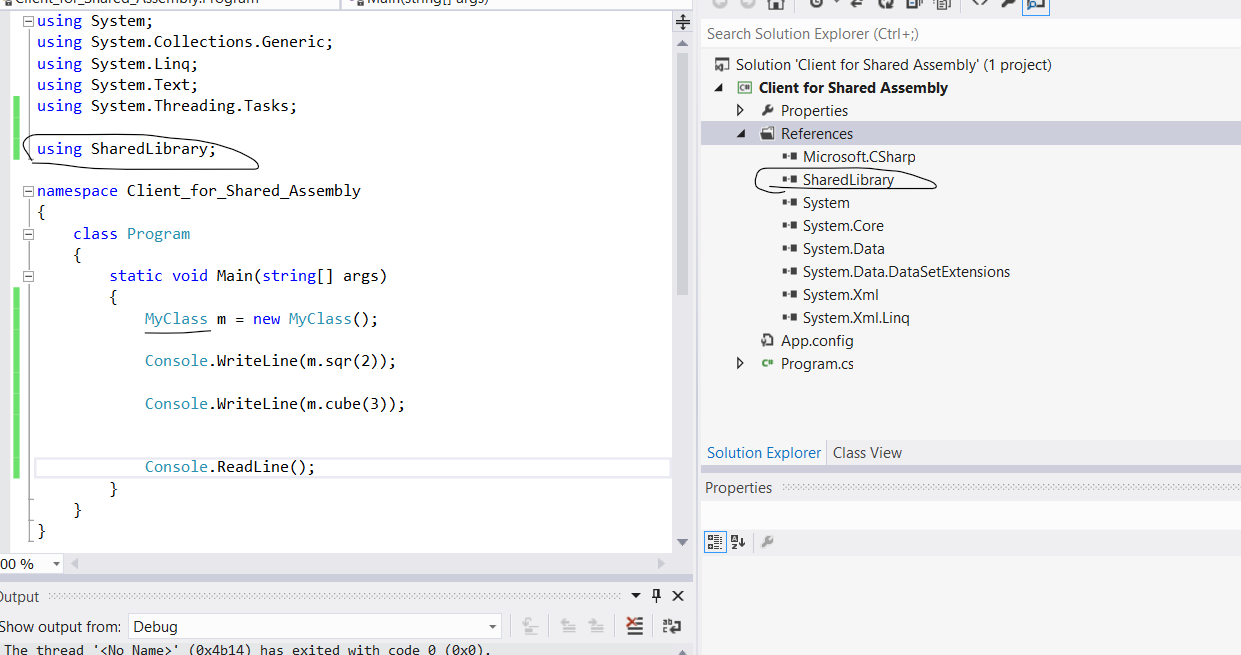 Client_for_Shared_Assembly.Program
Main(string[] args)
using System;
using System.Collections.Generic;
using System.Linq;
using System.Text;
using System.Threading.Tasks;
using SharedLibrary;
namespace Client_for_Shared_Assembly
{
class Program
{
static void Main(string[] args)
{
MyClass m = new MyClass();
Console.WriteLine(m.sqr(2));
Console.WriteLine(m.cube(3));
Console.ReadLine();
}
}
}
00 %
Output
Show output from: Debug
The thread '<No Name>' (0x4b14) has exited with code 0 (0x0).
Search Solution Explorer (Ctrl+;)
Solution 'Client for Shared Assembly' (1 project)
C# Client for Shared Assembly
Properties
References
Microsoft.CSharp
SharedLibrary
System
System.Core
System.Data
System.Data.DataSetExtensions
System.Xml
System.Xml.Linq
App.config
C# Program.cs
Solution Explorer
Class View
Properties